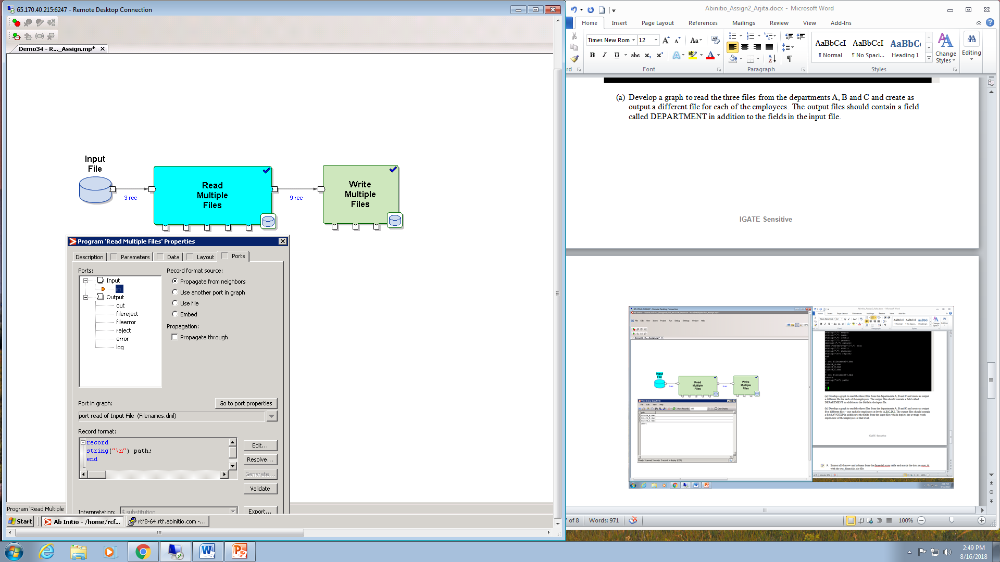 65.170.40.215:6247 - Remote Desktop Connection
Demo34 - R..._Assign.mp* ×
Input
File
3 rec
Read
Multiple
Files
9 rec
Write
Multiple
Files
Program 'Read Multiple Files' Properties
Description Parameters Data Layout Ports
Ports:
Input
in
Output
out
filereject
fileerror
reject
error
log
Record format source:
Propagate from neighbors
Use another port in graph
Use file
Embed
Propagation:
Propagate through
Port in graph:
Go to port properties
port read of Input File (Filenames.dml)
Record format:
record
string("\n") path;
end
Edit...
Resolve...
Generate...
Validate
Interpretation: $ substitution
Export...
Program 'Read Multiple
Start
Ab Initio - /home/rcf...
rtf8-64.rtf.abinitio.com -...
Abinitio_Assign2_Arjita.docx - Microsoft Word
Home Insert Page Layout References Mailings Review View Add-Ins
Times New Rom 12
Font
Paragraph
AaBbCcI AaBbCcI AaBbC
¶ Normal ¶ No Spaci... Heading 1
Styles
Change
Styles
Editing
(a) Develop a graph to read the three files from the departments A, B and C and create as
output a different file for each of the employees. The output files should contain a field
called DEPARTMENT in addition to the fields in the input file.
IGATE Sensitive
of 8 Words: 971
100%
2:49 PM
8/16/2018